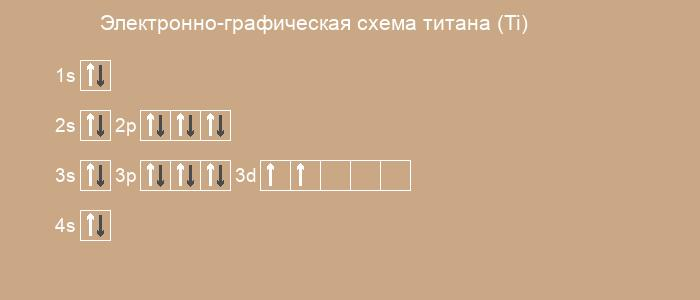 Электронно-графическая схема титана (Ti)
1s
2s 2p
3s 3p 3d
4s